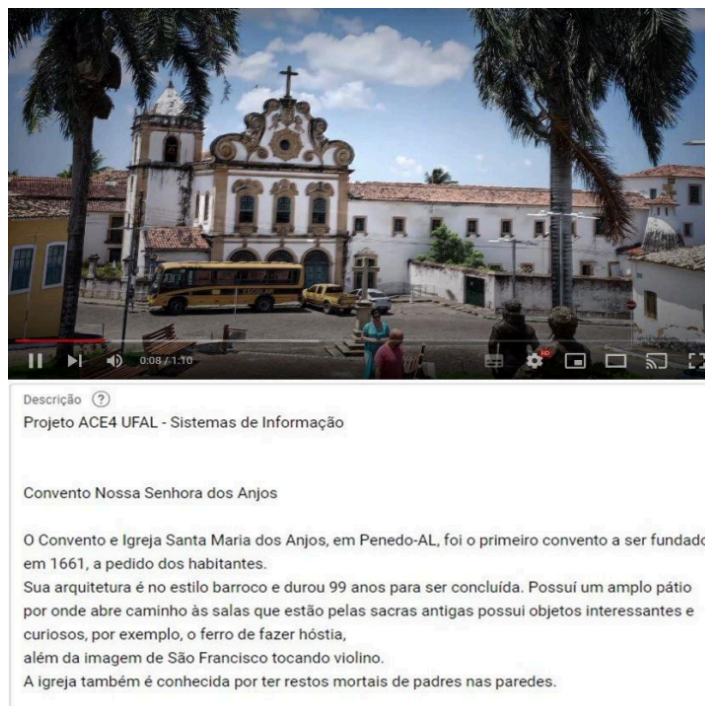 ESCOLAR
0:08 / 1:10
HD
Descrição ?
Projeto ACE4 UFAL - Sistemas de Informação
Convento Nossa Senhora dos Anjos
O Convento e Igreja Santa Maria dos Anjos, em Penedo-AL, foi o primeiro convento a ser fundado
em 1661, a pedido dos habitantes.
Sua arquitetura é no estilo barroco e durou 99 anos para ser concluída. Possuí um amplo pátio
por onde abre caminho às salas que estão pelas sacras antigas possui objetos interessantes e
curiosos, por exemplo, o ferro de fazer hóstia,
além da imagem de São Francisco tocando violino.
A igreja também é conhecida por ter restos mortais de padres nas paredes.